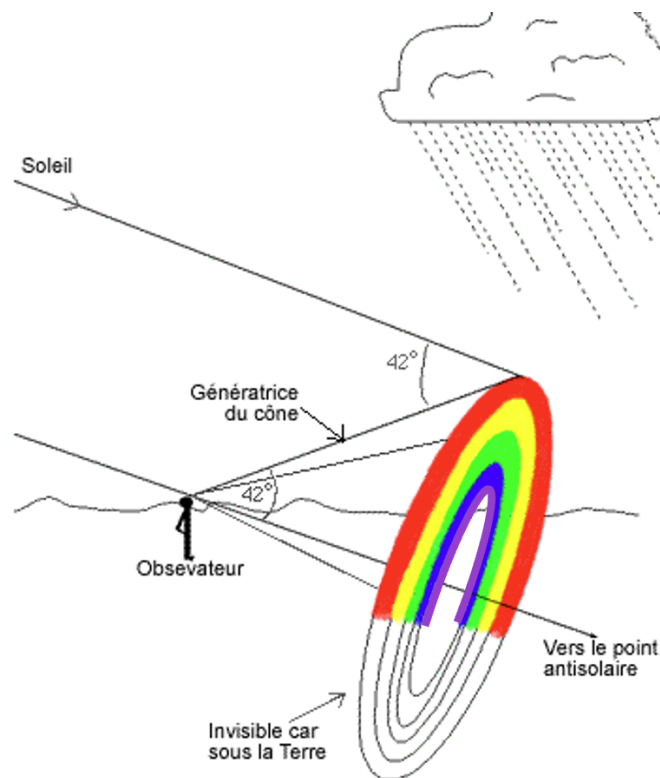 Soleil
42°
Génératrice
du cône
42°
Obsevateur
Vers le point
antisolaire
Invisible car
sous la Terre